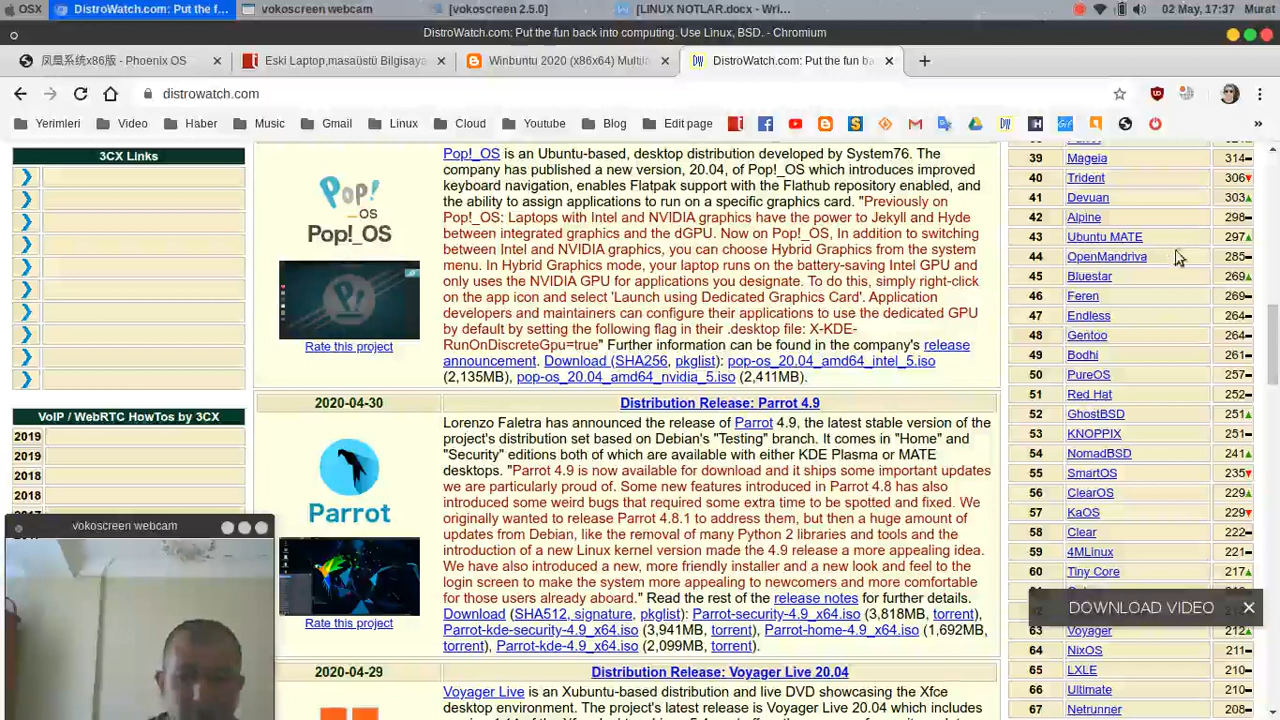 OSX
DistroWatch.com: Put the f...
vokoscreen webcam
[vokoscreen 2.5.0]
[LINUX NOTLAR.docx - Wri...
02 May, 17:37
Murat
DistroWatch.com: Put the fun back into computing. Use Linux, BSD. - Chromium
凤凰系统x86版 - Phoenix OS
Eski Laptop,masaüstü Bilgisaya
Winbuntu 2020 (x86x64) Multila
DistroWatch.com: Put the fun ba
distrowatch.com
Yerimleri
Video
Haber
Music
Gmail
Linux
Cloud
Youtube
Blog
Edit page
3CX Links
VoIP / WebRTC HowTos by 3CX
2019
2019
2018
2018
Pop!
_OS
Pop!_OS
Rate this project
Pop!_OS is an Ubuntu-based, desktop distribution developed by System76. The
company has published a new version, 20.04, of Pop!_OS which introduces improved
keyboard navigation, enables Flatpak support with the Flathub repository enabled, and
the ability to assign applications to run on a specific graphics card. "Previously on
Pop!_OS: Laptops with Intel and NVIDIA graphics have the power to Jekyll and Hyde
between integrated graphics and the dGPU. Now on Pop!_OS, In addition to switching
between Intel and NVIDIA graphics, you can choose Hybrid Graphics from the system
menu. In Hybrid Graphics mode, your laptop runs on the battery-saving Intel GPU and
only uses the NVIDIA GPU for applications you designate. To do this, simply right-click
on the app icon and select 'Launch using Dedicated Graphics Card'. Application
developers and maintainers can configure their applications to use the dedicated GPU
by default by setting the following flag in their .desktop file: X-KDE-
RunOnDiscreteGpu=true" Further information can be found in the company's release
announcement. Download (SHA256, pkglist): pop-os_20.04_amd64_intel_5.iso
(2,135MB), pop-os_20.04_amd64_nvidia_5.iso (2,411MB).
2020-04-30
Distribution Release: Parrot 4.9
Parrot
Rate this project
Lorenzo Faletra has announced the release of Parrot 4.9, the latest stable version of the
project's distribution set based on Debian's "Testing" branch. It comes in "Home" and
"Security" editions both of which are available with either KDE Plasma or MATE
desktops. "Parrot 4.9 is now available for download and it ships some important updates
we are particularly proud of. Some new features introduced in Parrot 4.8 has also
introduced some weird bugs that required some extra time to be spotted and fixed. We
originally wanted to release Parrot 4.8.1 to address them, but then a huge amount of
updates from Debian, like the removal of many Python 2 libraries and tools and the
introduction of a new Linux kernel version made the 4.9 release a more appealing idea.
We have also introduced a new, more friendly installer and a new look and feel to the
login screen to make the system more appealing to newcomers and more comfortable
for those users already aboard." Read the rest of the release notes for further details.
Download (SHA512, signature, pkglist): Parrot-security-4.9_x64.iso (3,818MB, torrent),
Parrot-kde-security-4.9_x64.iso (3,941MB, torrent), Parrot-home-4.9_x64.iso (1,692MB,
torrent), Parrot-kde-4.9_x64.iso (2,099MB, torrent).
2020-04-29
Distribution Release: Voyager Live 20.04
Voyager Live is an Xubuntu-based distribution and live DVD showcasing the Xfce
desktop environment. The project's latest release is Voyager Live 20.04 which includes
39 Mageia 314
40 Trident 306
41 Devuan 303
42 Alpine 298
43 Ubuntu MATE 297
44 OpenMandriva 285
45 Bluestar 269
46 Feren 269
47 Endless 264
48 Gentoo 264
49 Bodhi 261
50 PureOS 257
51 Red Hat 252
52 GhostBSD 251
53 KNOPPIX 251
54 NomadBSD 241
55 SmartOS 235
56 ClearOS 229
57 KaOS 229
58 Clear 222
59 4MLinux 221
60 Tiny Core 217
DOWNLOAD VIDEO
63 Voyager 212
64 NixOS 211
65 LXLE 210
66 Ultimate 210
67 Netrunner 208
vokoscreen webcam